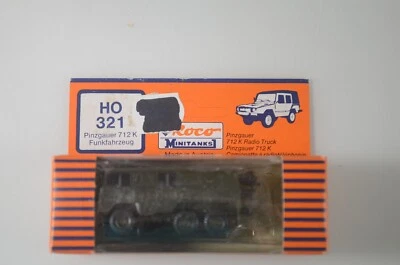 HO
321
Pinzgauer 712 K
Funkfahrzeug
Roco
MINITANKS
Made in Austria
Pinzgauer
712 K Radio Truck
Pinzgauer 712 K